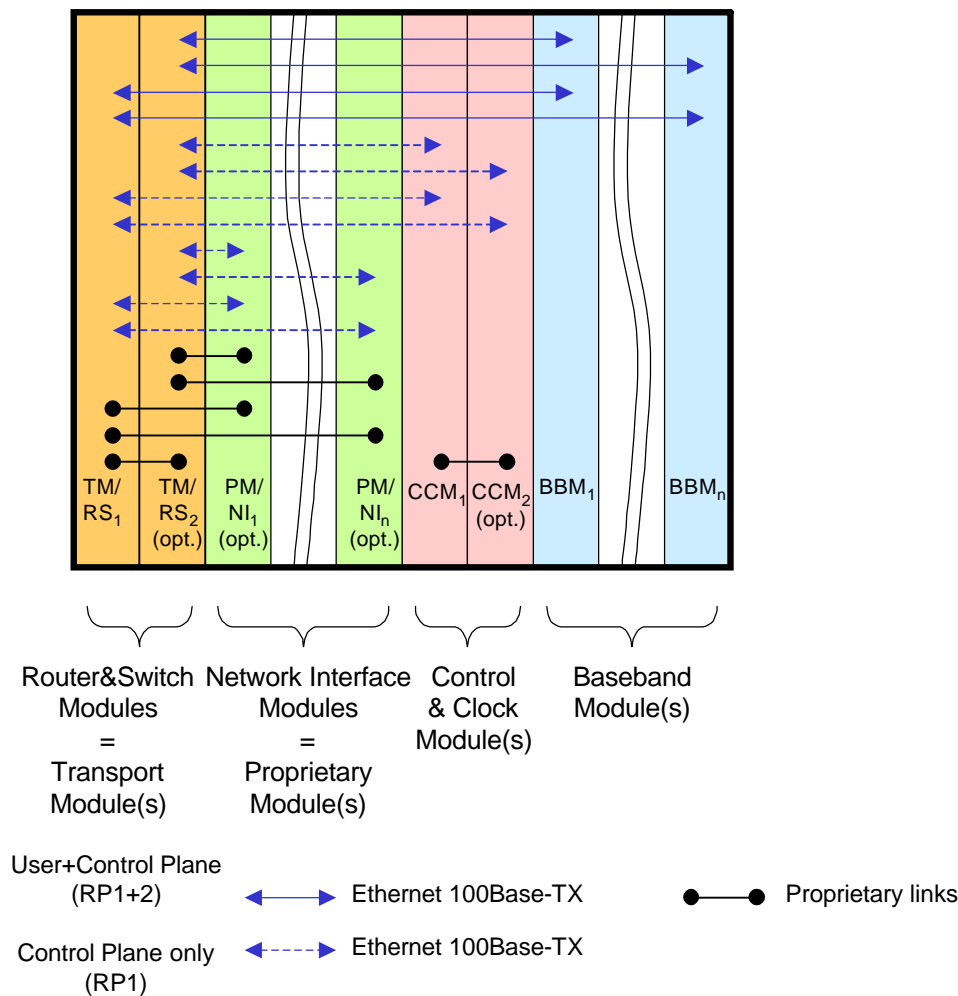 TM/
RS1
TM/
RS2
(opt.)
PM/
NI1
(opt.)
PM/
NIn
(opt.)
CCM1
CCM2
(opt.)
BBM1
BBMn
Router&Switch
Modules
=
Transport
Module(s)
Network Interface
Modules
=
Proprietary
Module(s)
Control
& Clock
Module(s)
Baseband
Module(s)
User+Control Plane
(RP1+2)
Ethernet 100Base-TX
Proprietary links
Control Plane only
(RP1)
Ethernet 100Base-TX